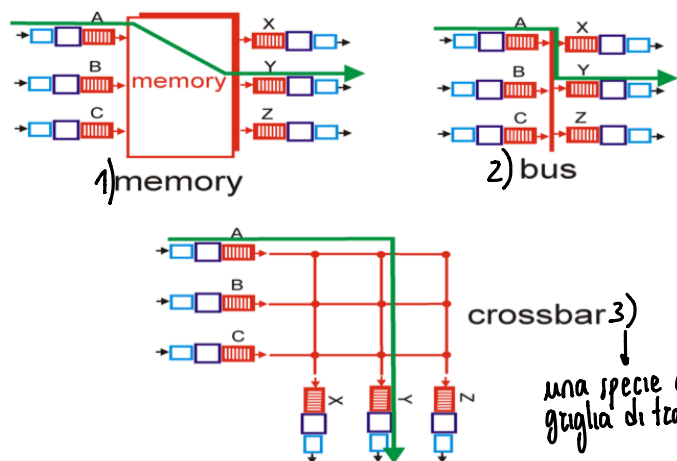 A
X
A
X
memory
B
Y
B
Y
C
Z
C
Z
1) memory
2) bus
A
B
crossbar 3)
C
X
Y
Z
una specie
griglia di